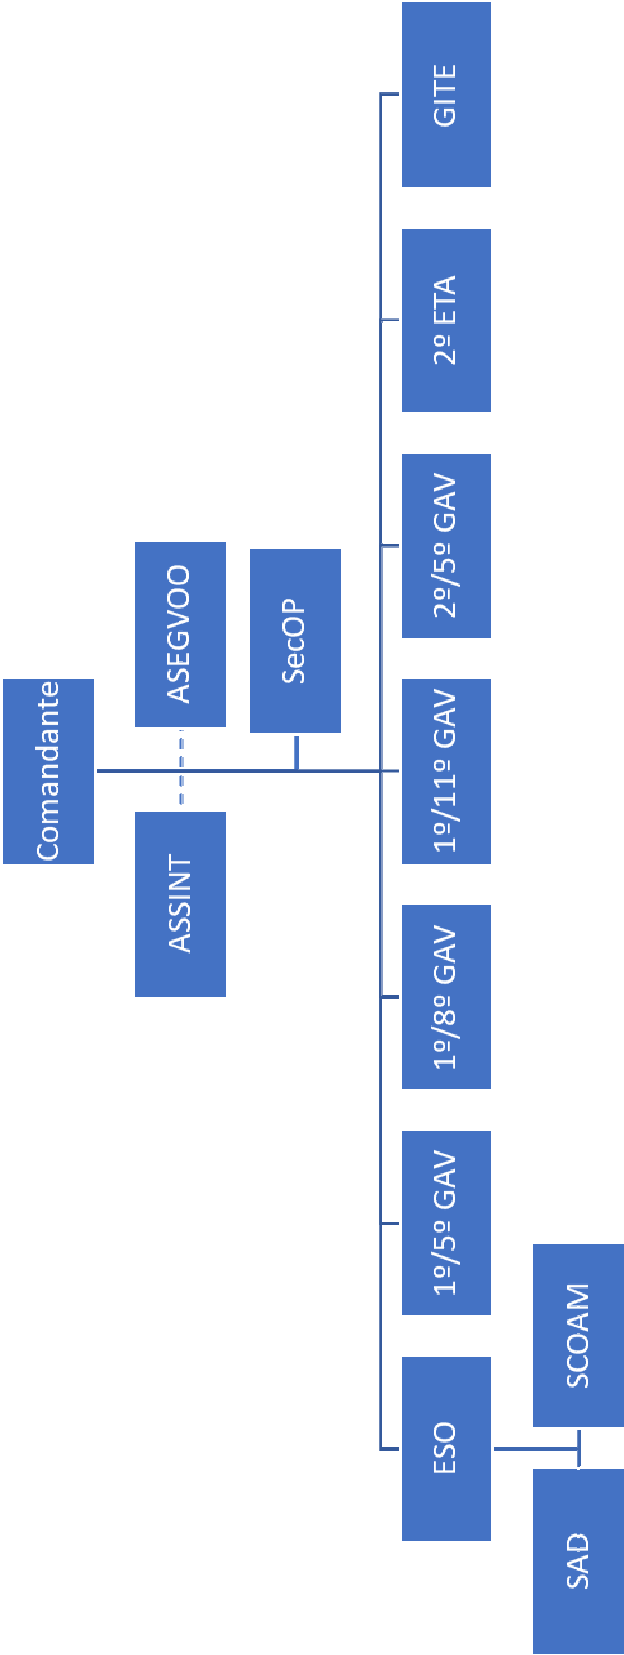 Comandante
ASSINT
ASEGVOO
SecOP
ESO
1º/5º GAV
1º/8º GAV
1º/11º GAV
2º/5º GAV
2º ETA
GITE
SAD
SCOAM